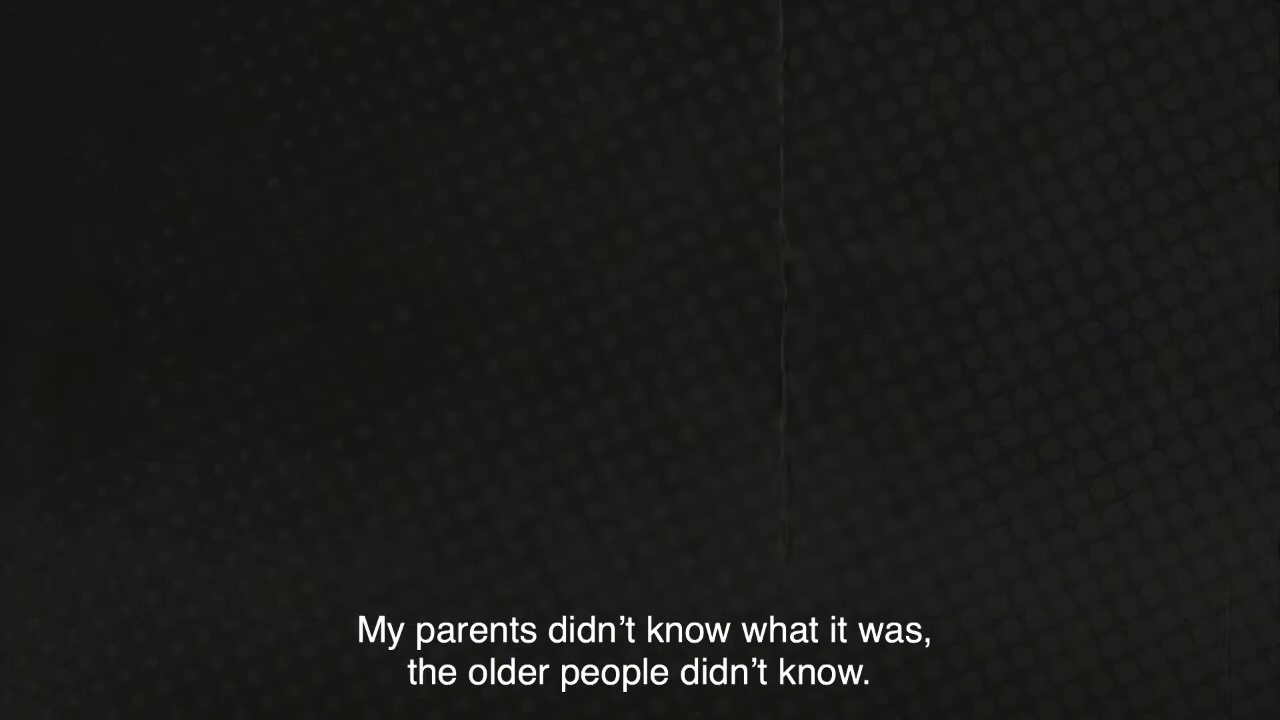 My parents didn’t know what it was,
the older people didn’t know.